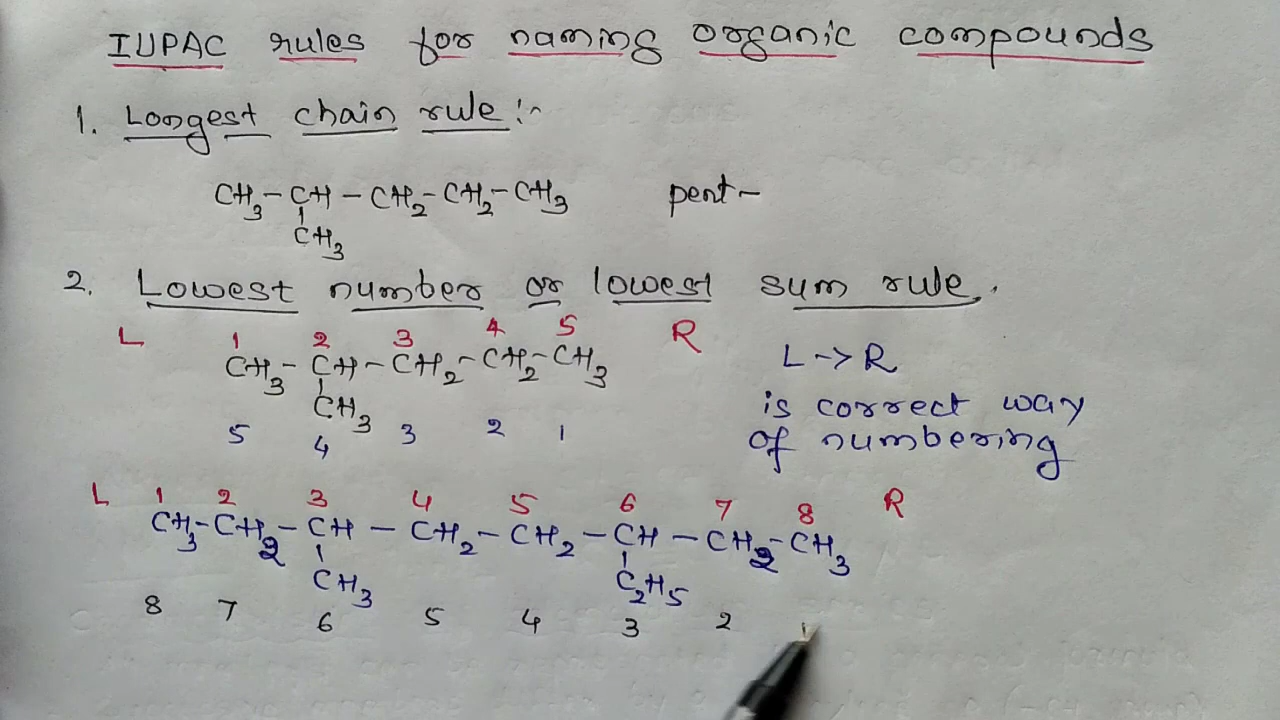 IUPAC rules for naming organic compounds
1. Longest chain rule :-
CH3 - CH - CH2 - CH2 - CH3 pent-
CH3
2. Lowest number or lowest sum rule.
L 1 2 3 4 5 R
CH3 - CH - CH2 - CH2 - CH3 L -> R
CH3 is correct way
5 4 3 2 1 of numbering
L 1 2 3 4 5 6 7 8 R
CH3 - CH2 - CH - CH2 - CH2 - CH - CH2 - CH3
CH3 C2H5
8 7 6 5 4 3 2 1